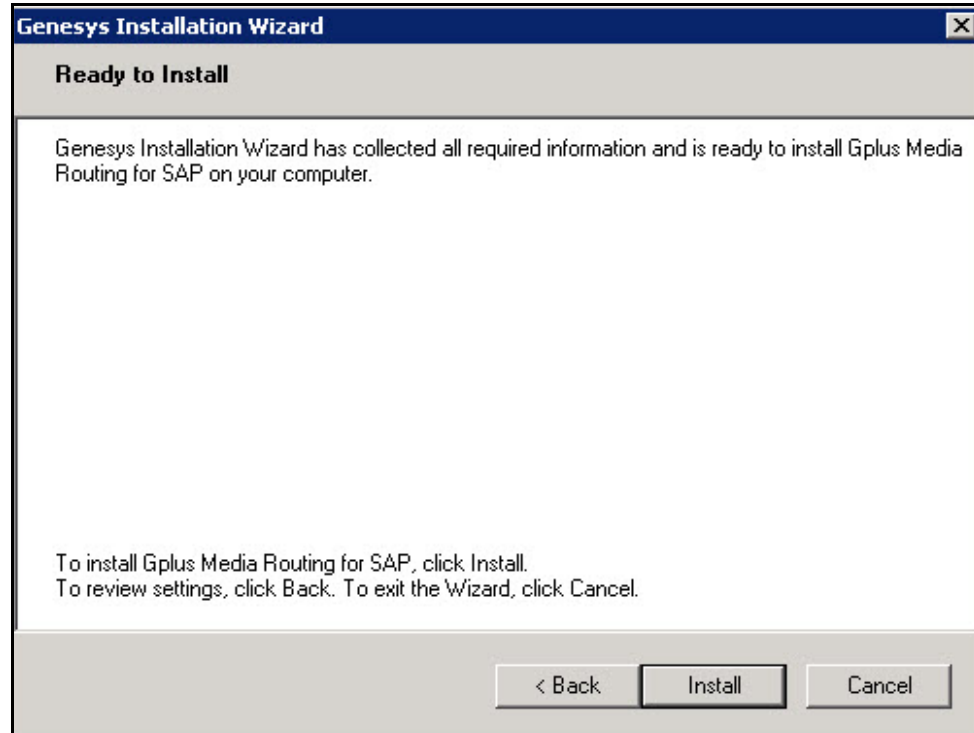 Genesys Installation Wizard
Ready to Install
Genesys Installation Wizard has collected all required information and is ready to install Gplus Media
Routing for SAP on your computer.
To install Gplus Media Routing for SAP, click Install.
To review settings, click Back. To exit the Wizard, click Cancel.
< Back
Install
Cancel